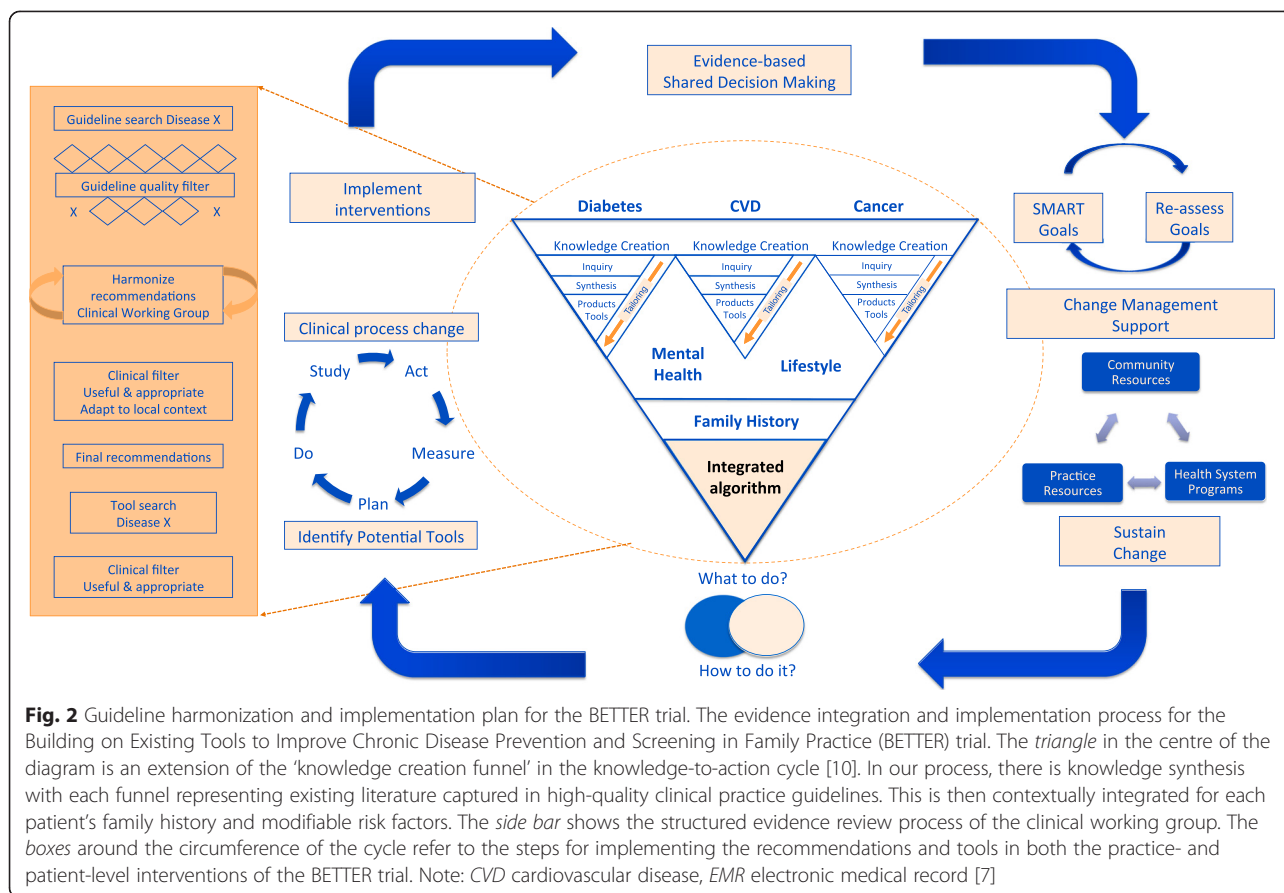 Evidence-based
Shared Decision Making
Guideline search Disease X
Guideline quality filter
X
X
Harmonize
recommendations
Clinical Working Group
Clinical filter
Useful & appropriate
Adapt to local context
Final recommendations
Tool search
Disease X
Clinical filter
Useful & appropriate
Implement
interventions
Clinical process change
Study
Act
Do
Measure
Plan
Identify Potential Tools
Diabetes
CVD
Cancer
Knowledge Creation
Inquiry
Synthesis
Products
Tools
Tailoring
Knowledge Creation
Inquiry
Synthesis
Products
Tools
Tailoring
Knowledge Creation
Inquiry
Synthesis
Products
Tools
Tailoring
Mental
Health
Lifestyle
Family History
Integrated
algorithm
What to do?
How to do it?
SMART
Goals
Re-assess
Goals
Change Management
Support
Community
Resources
Practice
Resources
Health System
Programs
Sustain
Change
Fig. 2 Guideline harmonization and implementation plan for the BETTER trial. The evidence integration and implementation process for the
Building on Existing Tools to Improve Chronic Disease Prevention and Screening in Family Practice (BETTER) trial. The triangle in the centre of the
diagram is an extension of the ‘knowledge creation funnel’ in the knowledge-to-action cycle [10]. In our process, there is knowledge synthesis
with each funnel representing existing literature captured in high-quality clinical practice guidelines. This is then contextually integrated for each
patient’s family history and modifiable risk factors. The side bar shows the structured evidence review process of the clinical working group. The
boxes around the circumference of the cycle refer to the steps for implementing the recommendations and tools in both the practice- and
patient-level interventions of the BETTER trial. Note: CVD cardiovascular disease, EMR electronic medical record [7]